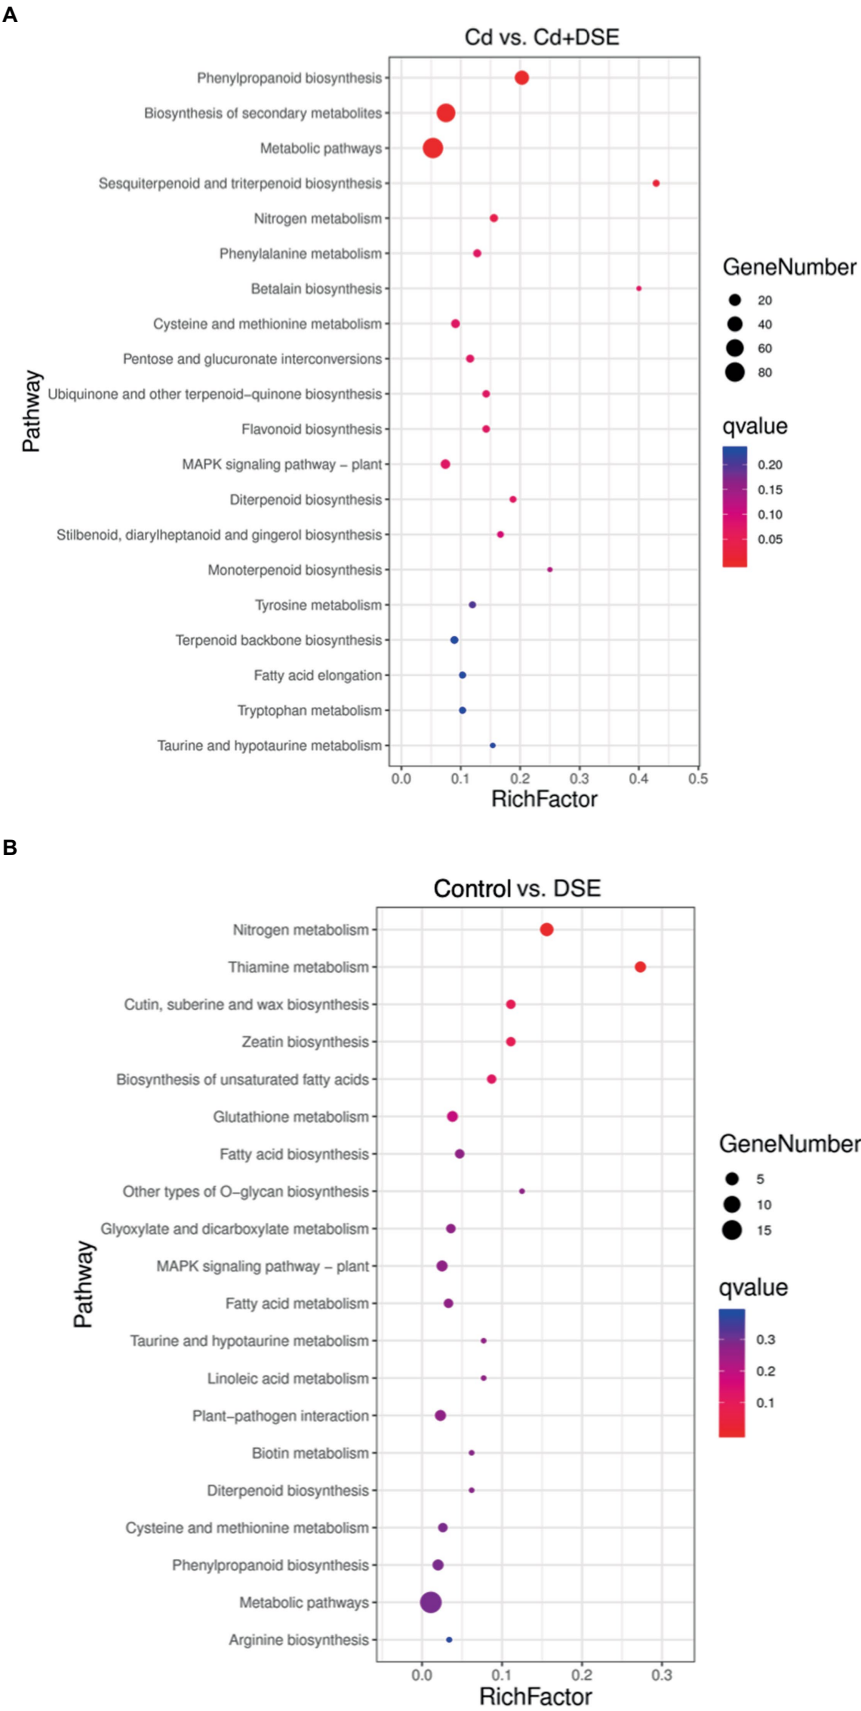 A
Cd vs. Cd+DSE
Phenylpropanoid biosynthesis
Biosynthesis of secondary metabolites
Metabolic pathways
Sesquiterpenoid and triterpenoid biosynthesis
Nitrogen metabolism
Phenylalanine metabolism
Betalain biosynthesis
Cysteine and methionine metabolism
Pentose and glucuronate interconversions
Ubiquinone and other terpenoid–quinone biosynthesis
Flavonoid biosynthesis
MAPK signaling pathway – plant
Diterpenoid biosynthesis
Stilbenoid, diarylheptanoid and gingerol biosynthesis
Monoterpenoid biosynthesis
Tyrosine metabolism
Terpenoid backbone biosynthesis
Fatty acid elongation
Tryptophan metabolism
Taurine and hypotaurine metabolism
Pathway
0.0 0.1 0.2 0.3 0.4 0.5
RichFactor
GeneNumber
20
40
60
80
qvalue
0.20
0.15
0.10
0.05
B
Control vs. DSE
Nitrogen metabolism
Thiamine metabolism
Cutin, suberine and wax biosynthesis
Zeatin biosynthesis
Biosynthesis of unsaturated fatty acids
Glutathione metabolism
Fatty acid biosynthesis
Other types of O–glycan biosynthesis
Glyoxylate and dicarboxylate metabolism
MAPK signaling pathway – plant
Fatty acid metabolism
Taurine and hypotaurine metabolism
Linoleic acid metabolism
Plant–pathogen interaction
Biotin metabolism
Diterpenoid biosynthesis
Cysteine and methionine metabolism
Phenylpropanoid biosynthesis
Metabolic pathways
Arginine biosynthesis
Pathway
0.0 0.1 0.2 0.3
RichFactor
GeneNumber
5
10
15
qvalue
0.3
0.2
0.1